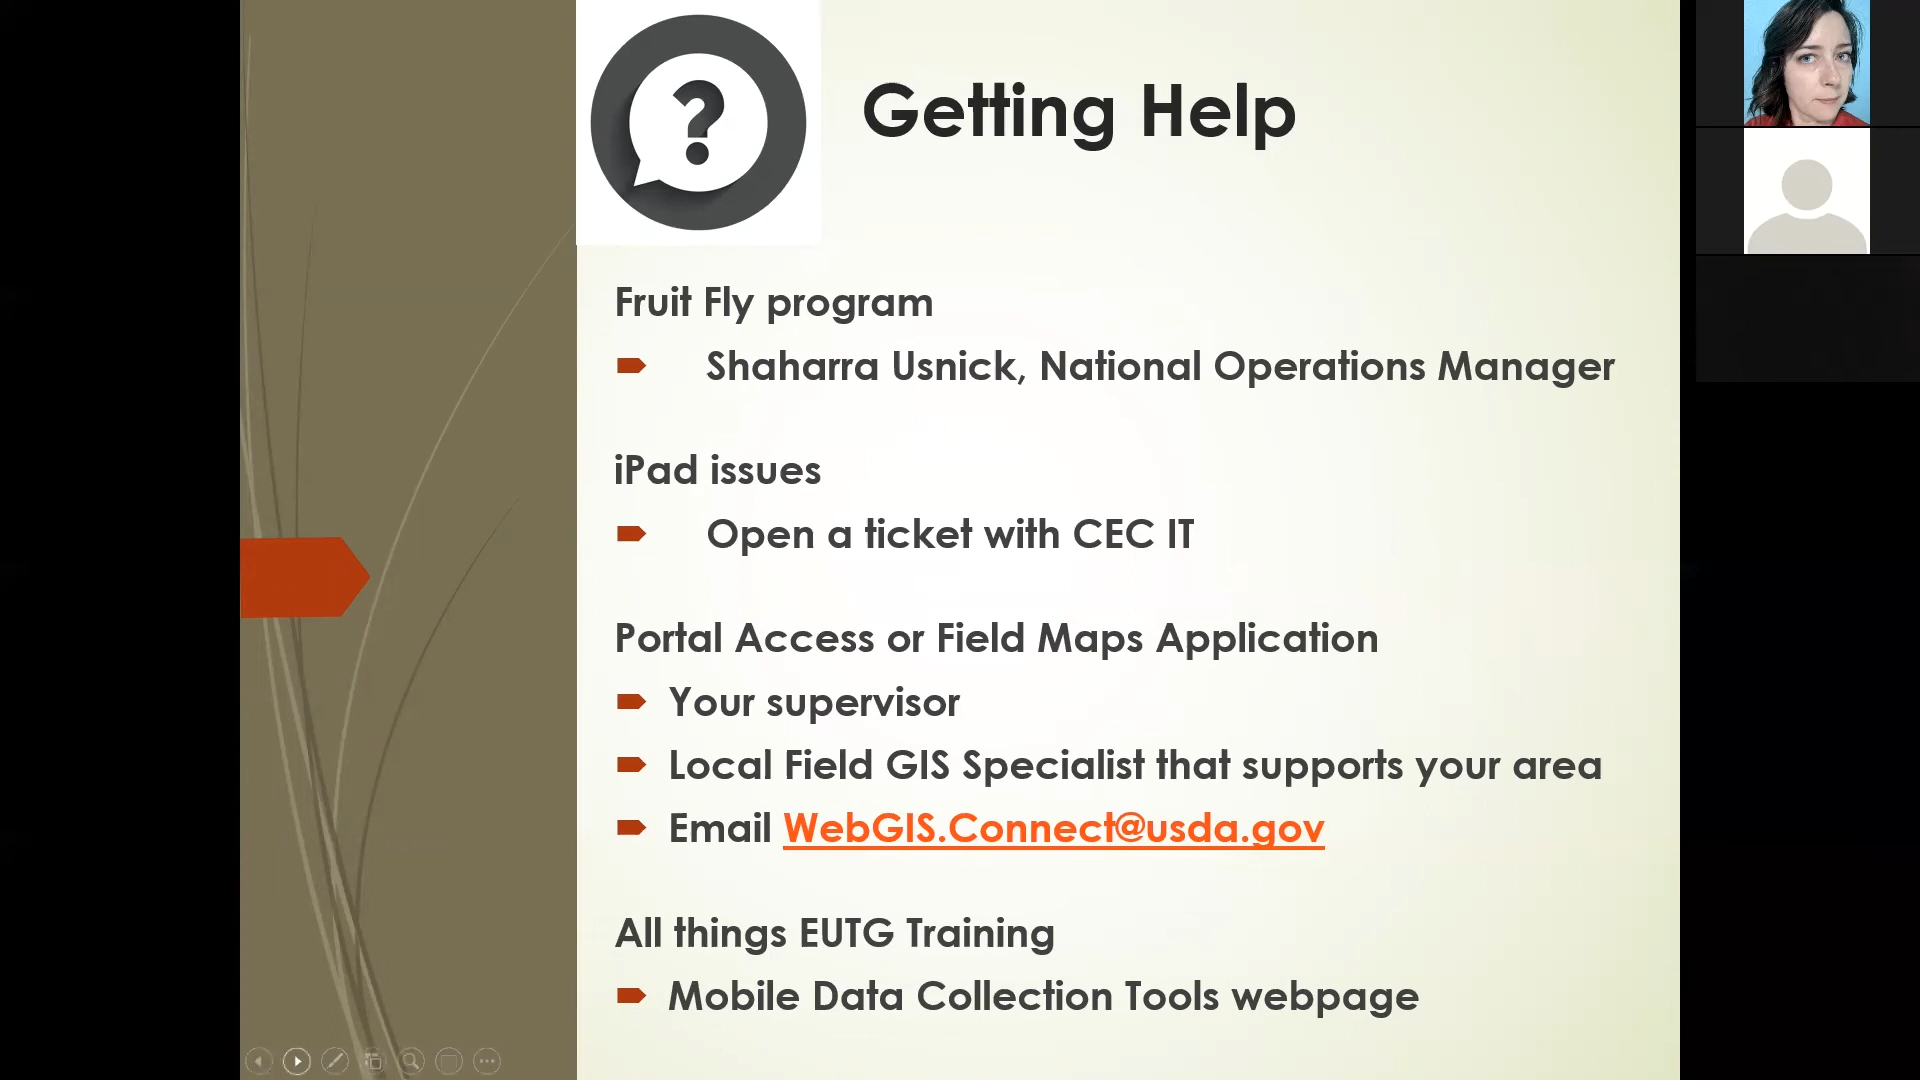 Getting Help
Fruit Fly program
Shaharra Usnick, National Operations Manager
iPad issues
Open a ticket with CEC IT
Portal Access or Field Maps Application
Your supervisor
Local Field GIS Specialist that supports your area
Email WebGIS.Connect@usda.gov
All things EUTG Training
Mobile Data Collection Tools webpage